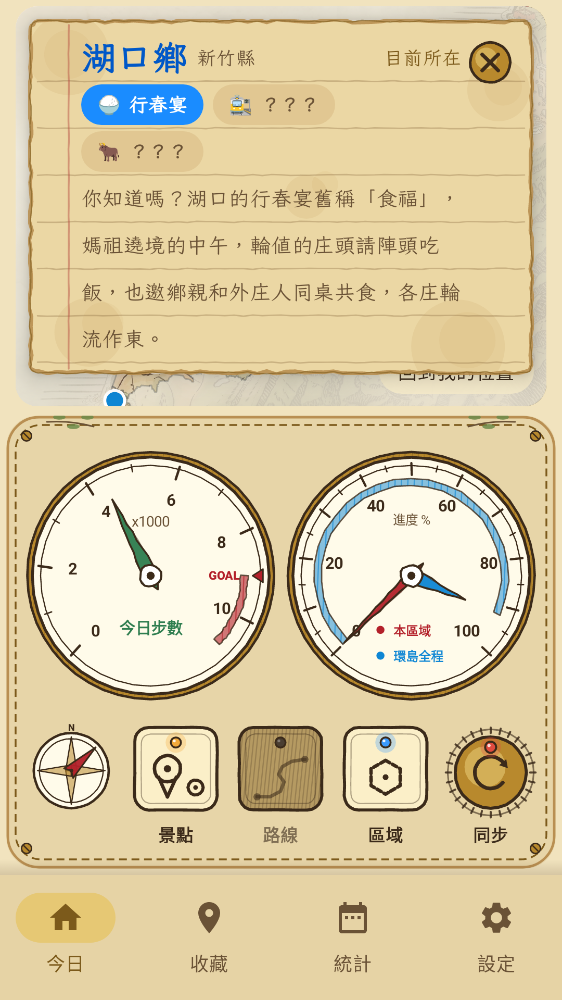 湖口鄉 新竹縣 目前所在
行春宴 ？？？
？？？
你知道嗎？湖口的行春宴舊稱「食福」，
媽祖遶境的中午，輪值的庄頭請陣頭吃
飯，也邀鄉親和外庄人同桌共食，各庄輪
流作東。
回到我的位置
0 2 4 6 8 10
x1000
GOAL
今日步數
0 20 40 60 80 100
進度 %
本區域
環島全程
N
景點 路線 區域 同步
今日 收藏 統計 設定